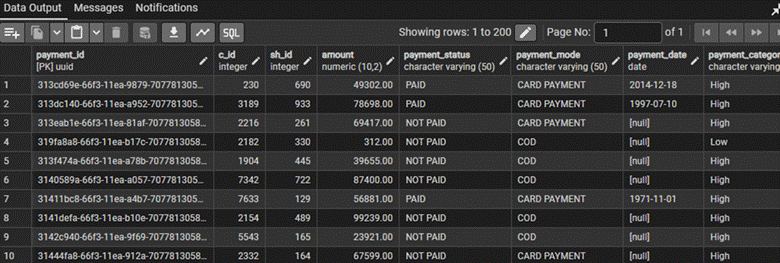 Data Output Messages Notifications
SQL Showing rows: 1 to 200 Page No: 1 of 1
payment_id c_id sh_id amount payment_status payment_mode payment_date payment_categor
[PK] uuid integer integer numeric (10,2) character varying (50) character varying (50) date character varying
1 313cd69e-66f3-11ea-9879-707781305... 230 690 49302.00 PAID CARD PAYMENT 2014-12-18 High
2 313dc140-66f3-11ea-a952-707781305... 3189 933 78698.00 PAID CARD PAYMENT 1997-07-10 High
3 313eab1e-66f3-11ea-81af-7077813058... 2216 261 69417.00 NOT PAID CARD PAYMENT [null] High
4 319fa8a8-66f3-11ea-b17c-7077813058... 2182 330 312.00 NOT PAID COD [null] Low
5 313f474a-66f3-11ea-a78b-707781305... 1904 445 39655.00 NOT PAID COD [null] High
6 3140589a-66f3-11ea-a057-707781305... 7342 722 87400.00 NOT PAID COD [null] High
7 31411bc8-66f3-11ea-a4b7-707781305... 7633 129 56881.00 PAID CARD PAYMENT 1971-11-01 High
8 3141defa-66f3-11ea-b10e-7077813058... 2154 489 99239.00 NOT PAID COD [null] High
9 3142c940-66f3-11ea-9f69-7077813058... 5543 165 23921.00 NOT PAID COD [null] High
10 31444fa8-66f3-11ea-912a-7077813058... 2332 164 67599.00 NOT PAID CARD PAYMENT [null] High